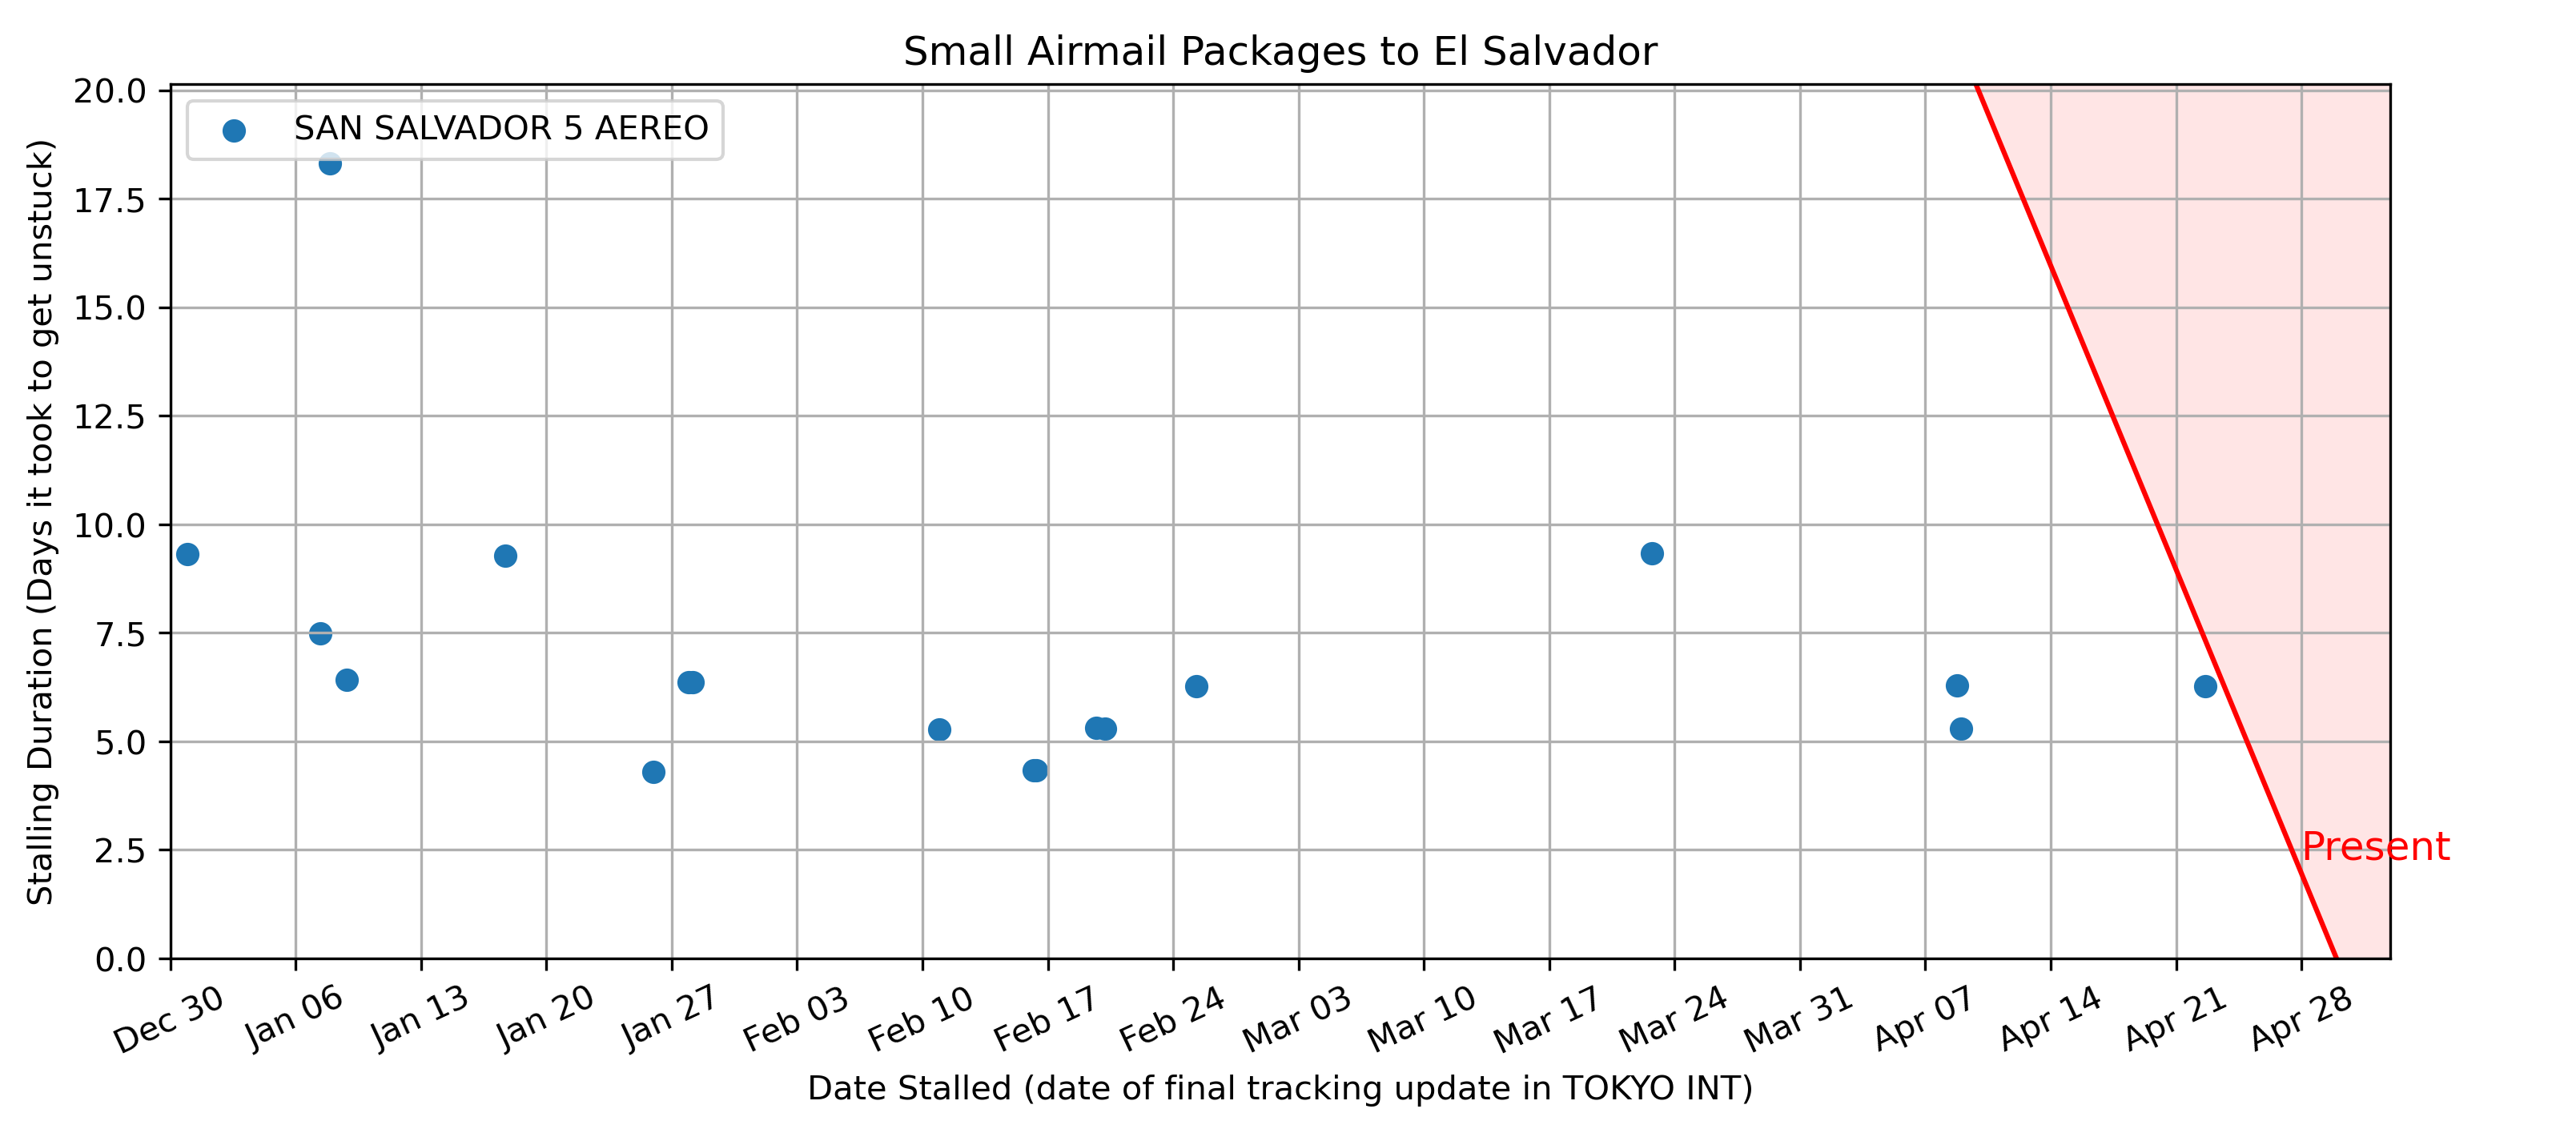 Small Airmail Packages to El Salvador
SAN SALVADOR 5 AEREO
Stalling Duration (Days it took to get unstuck)
20.0
17.5
15.0
12.5
10.0
7.5
5.0
2.5
0.0
Present
Dec 30
Jan 06
Jan 13
Jan 20
Jan 27
Feb 03
Feb 10
Feb 17
Feb 24
Mar 03
Mar 10
Mar 17
Mar 24
Mar 31
Apr 07
Apr 14
Apr 21
Apr 28
Date Stalled (date of final tracking update in TOKYO INT)